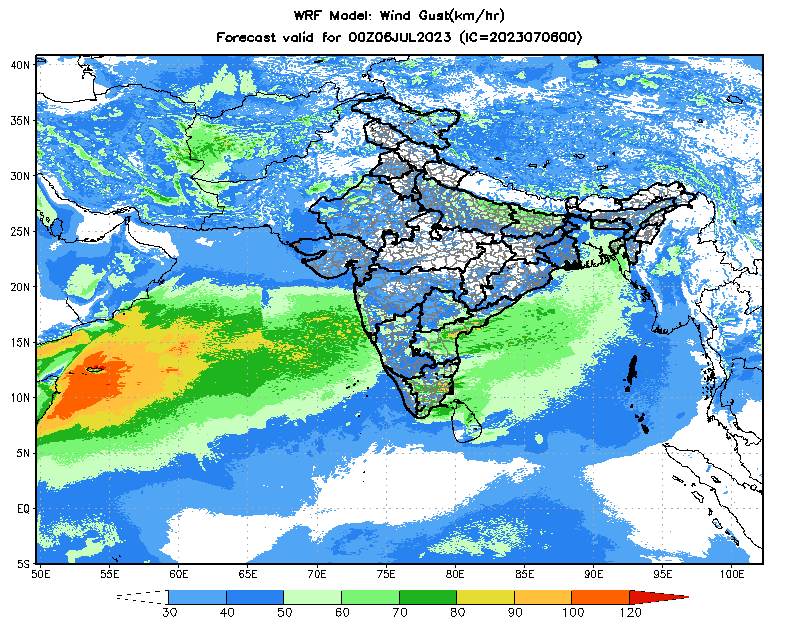 WRF Model: Wind Gust(km/hr)
Forecast valid for 00Z06JUL2023 (IC=2023070600)
40N
35N
30N
25N
20N
15N
10N
5N
EQ
5S
50E 55E 60E 65E 70E 75E 80E 85E 90E 95E 100E
30 40 50 60 70 80 90 100 120